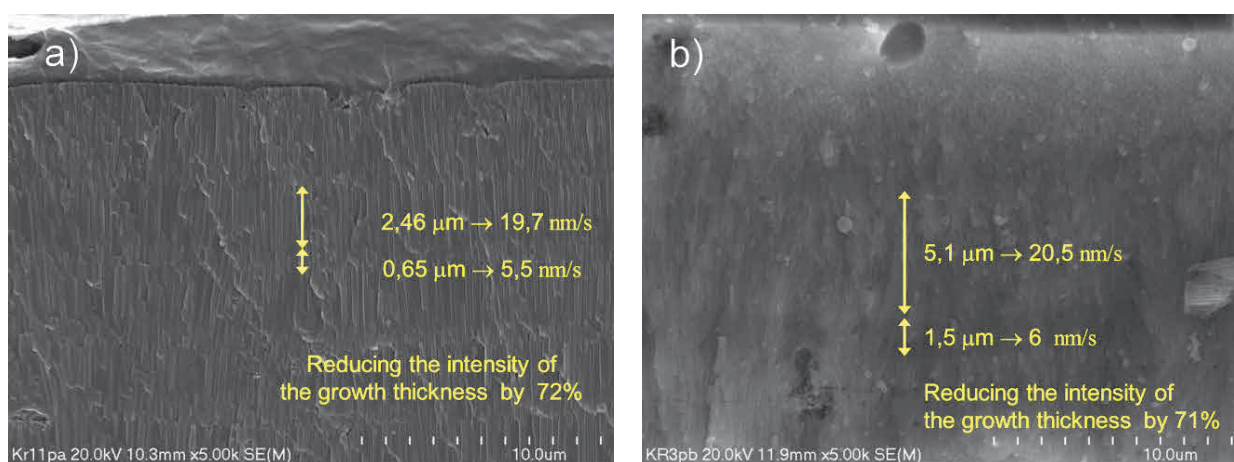 a)
2,46 μm → 19,7 nm/s
0,65 μm → 5,5 nm/s
Reducing the intensity of
the growth thickness by 72%
Kr11pa 20.0kV 10.3mm x5.00k SE(M)
10.0um
b)
5,1 μm → 20,5 nm/s
1,5 μm → 6 nm/s
Reducing the intensity of
the growth thickness by 71%
KR3pb 20.0kV 11.9mm x5.00k SE(M)
10.0um